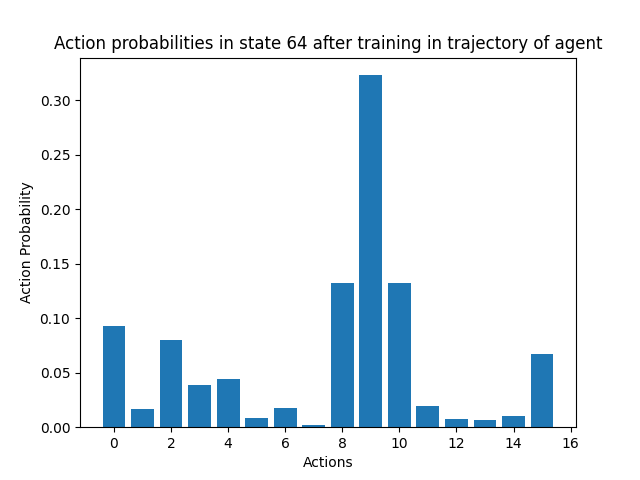 Action probabilities in state 64 after training in trajectory of agent
0.30
0.25
0.20
0.15
0.10
0.05
0.00
Action Probability
0 2 4 6 8 10 12 14 16
Actions